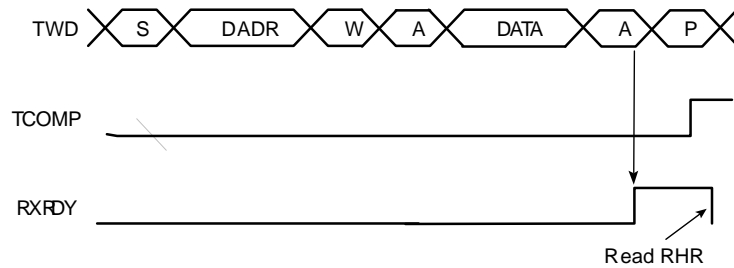 TWD S DADR W A DATA A P
TCOMP
RXRDY
Read RHR